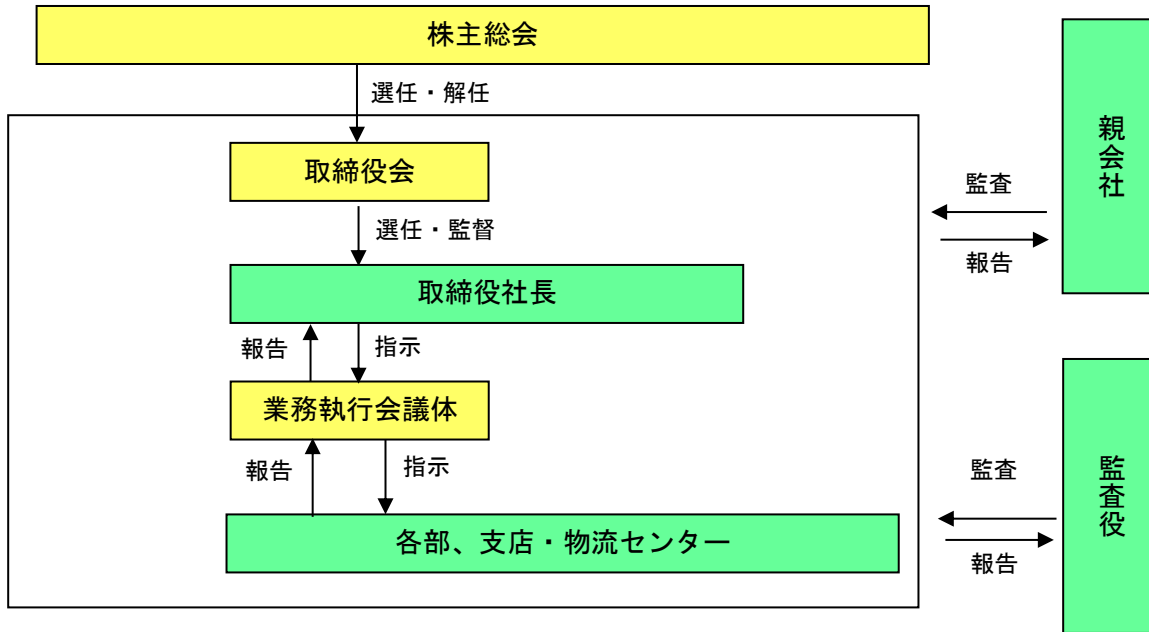 株主総会
選任・解任
取締役会
選任・監督
取締役社長
報告
指示
業務執行会議体
報告
指示
各部、支店・物流センター
親会社
監査
報告
監査役
監査
報告